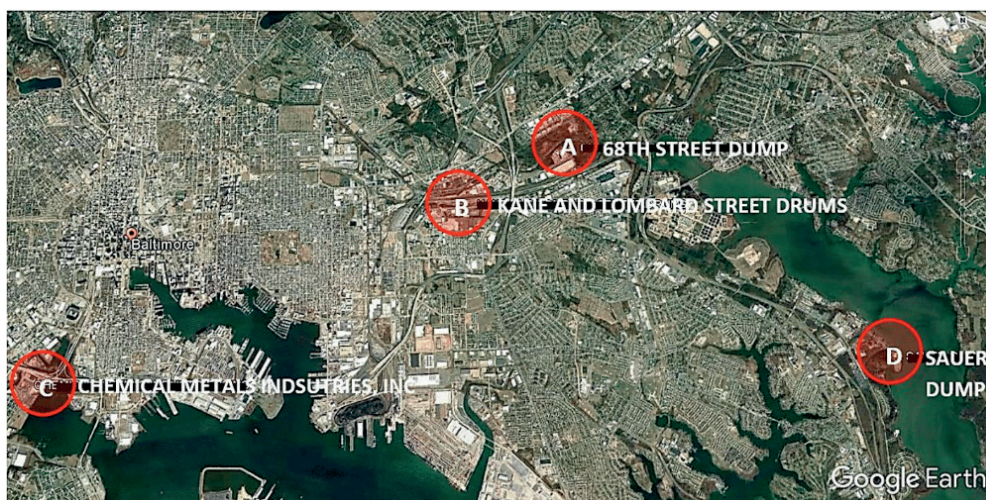 A 68TH STREET DUMP
B KANE AND LOMBARD STREET DRUMS
Baltimore
C CHEMICAL METALS INDSUTRIES, INC
D SAUER
DUMP
Google Earth